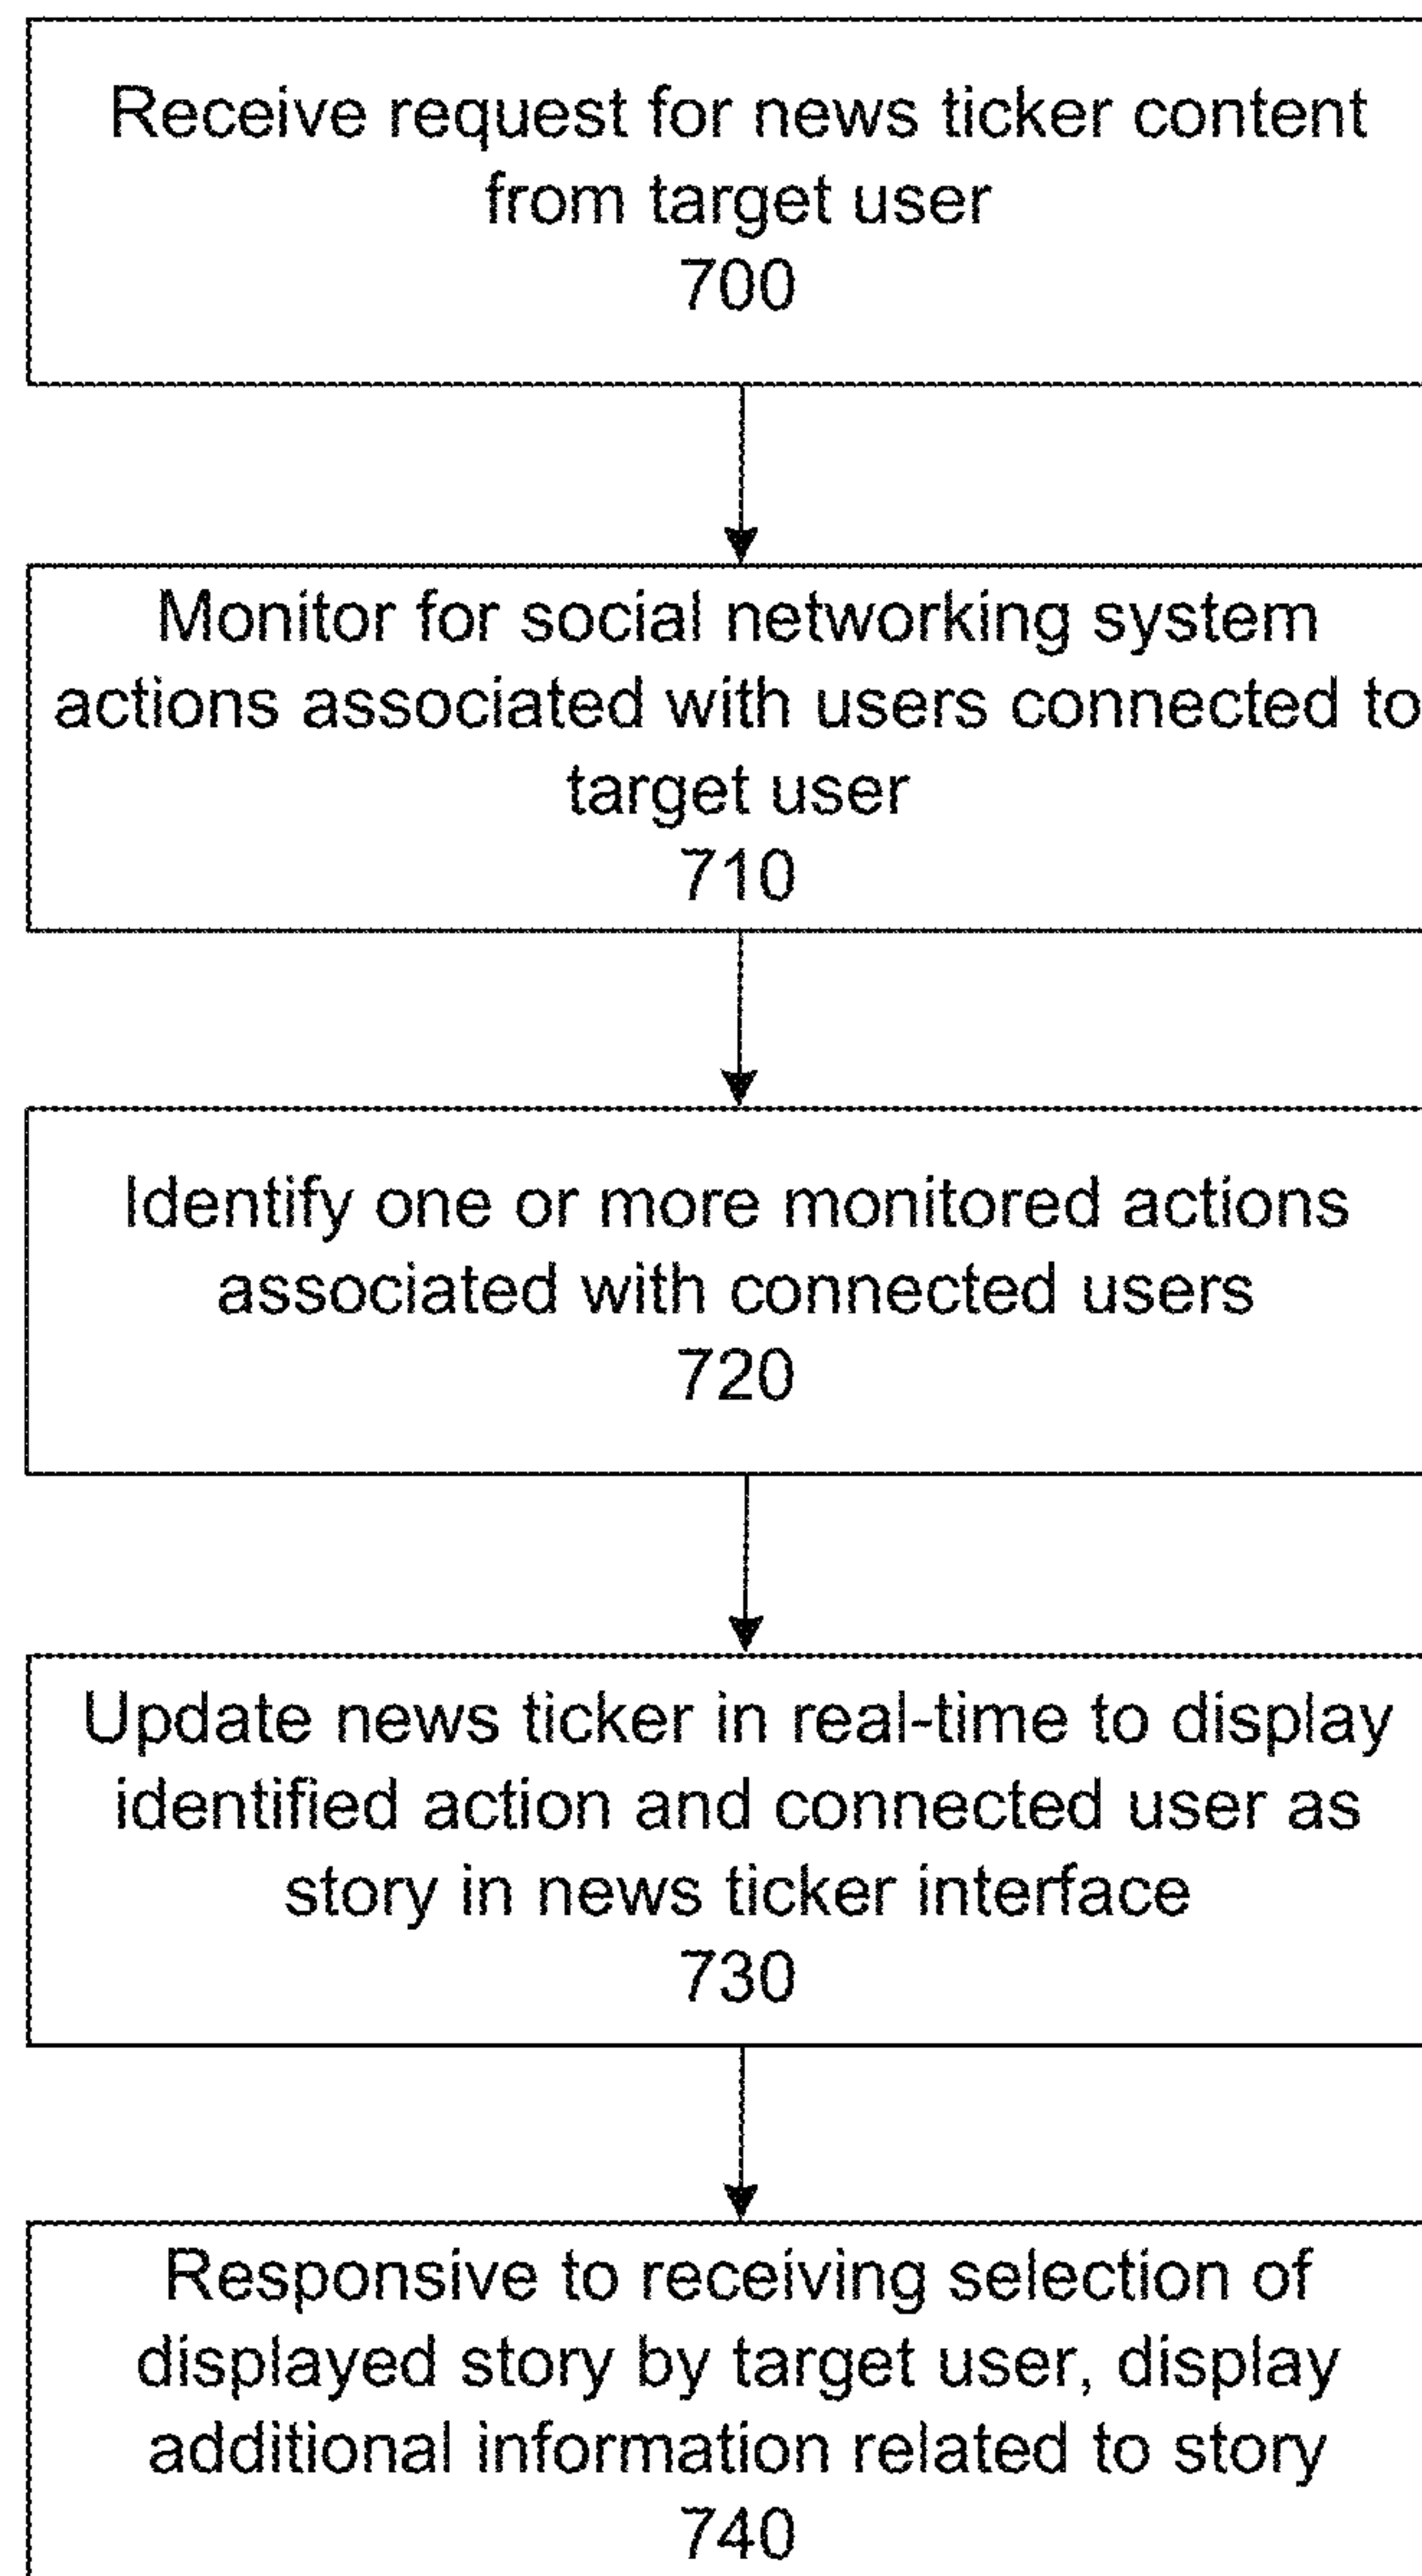 Receive request for news ticker content
from target user
700
Monitor for social networking system
actions associated with users connected to
target user
710
Identify one or more monitored actions
associated with connected users
720
Update news ticker in real-time to display
identified action and connected user as
story in news ticker interface
730
Responsive to receiving selection of
displayed story by target user, display
additional information related to story
740